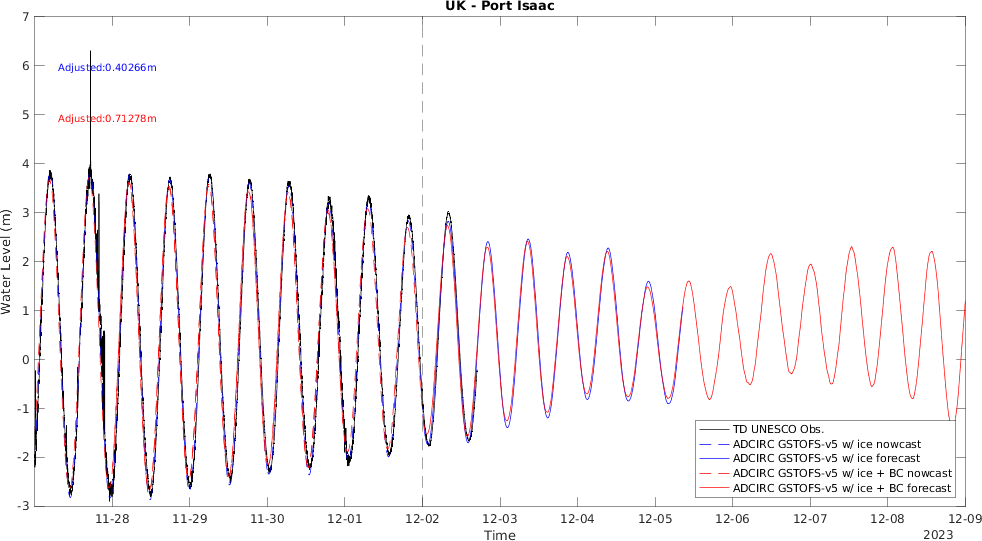 UK - Port Isaac
7
6
5
4
3
2
1
0
-1
-2
-3
Water Level (m)
Adjusted:0.40266m
Adjusted:0.71278m
TD UNESCO Obs.
ADCIRC GSTOFS-v5 w/ ice nowcast
ADCIRC GSTOFS-v5 w/ ice forecast
ADCIRC GSTOFS-v5 w/ ice + BC nowcast
ADCIRC GSTOFS-v5 w/ ice + BC forecast
11-28 11-29 11-30 12-01 12-02 12-03 12-04 12-05 12-06 12-07 12-08 12-09
Time
2023